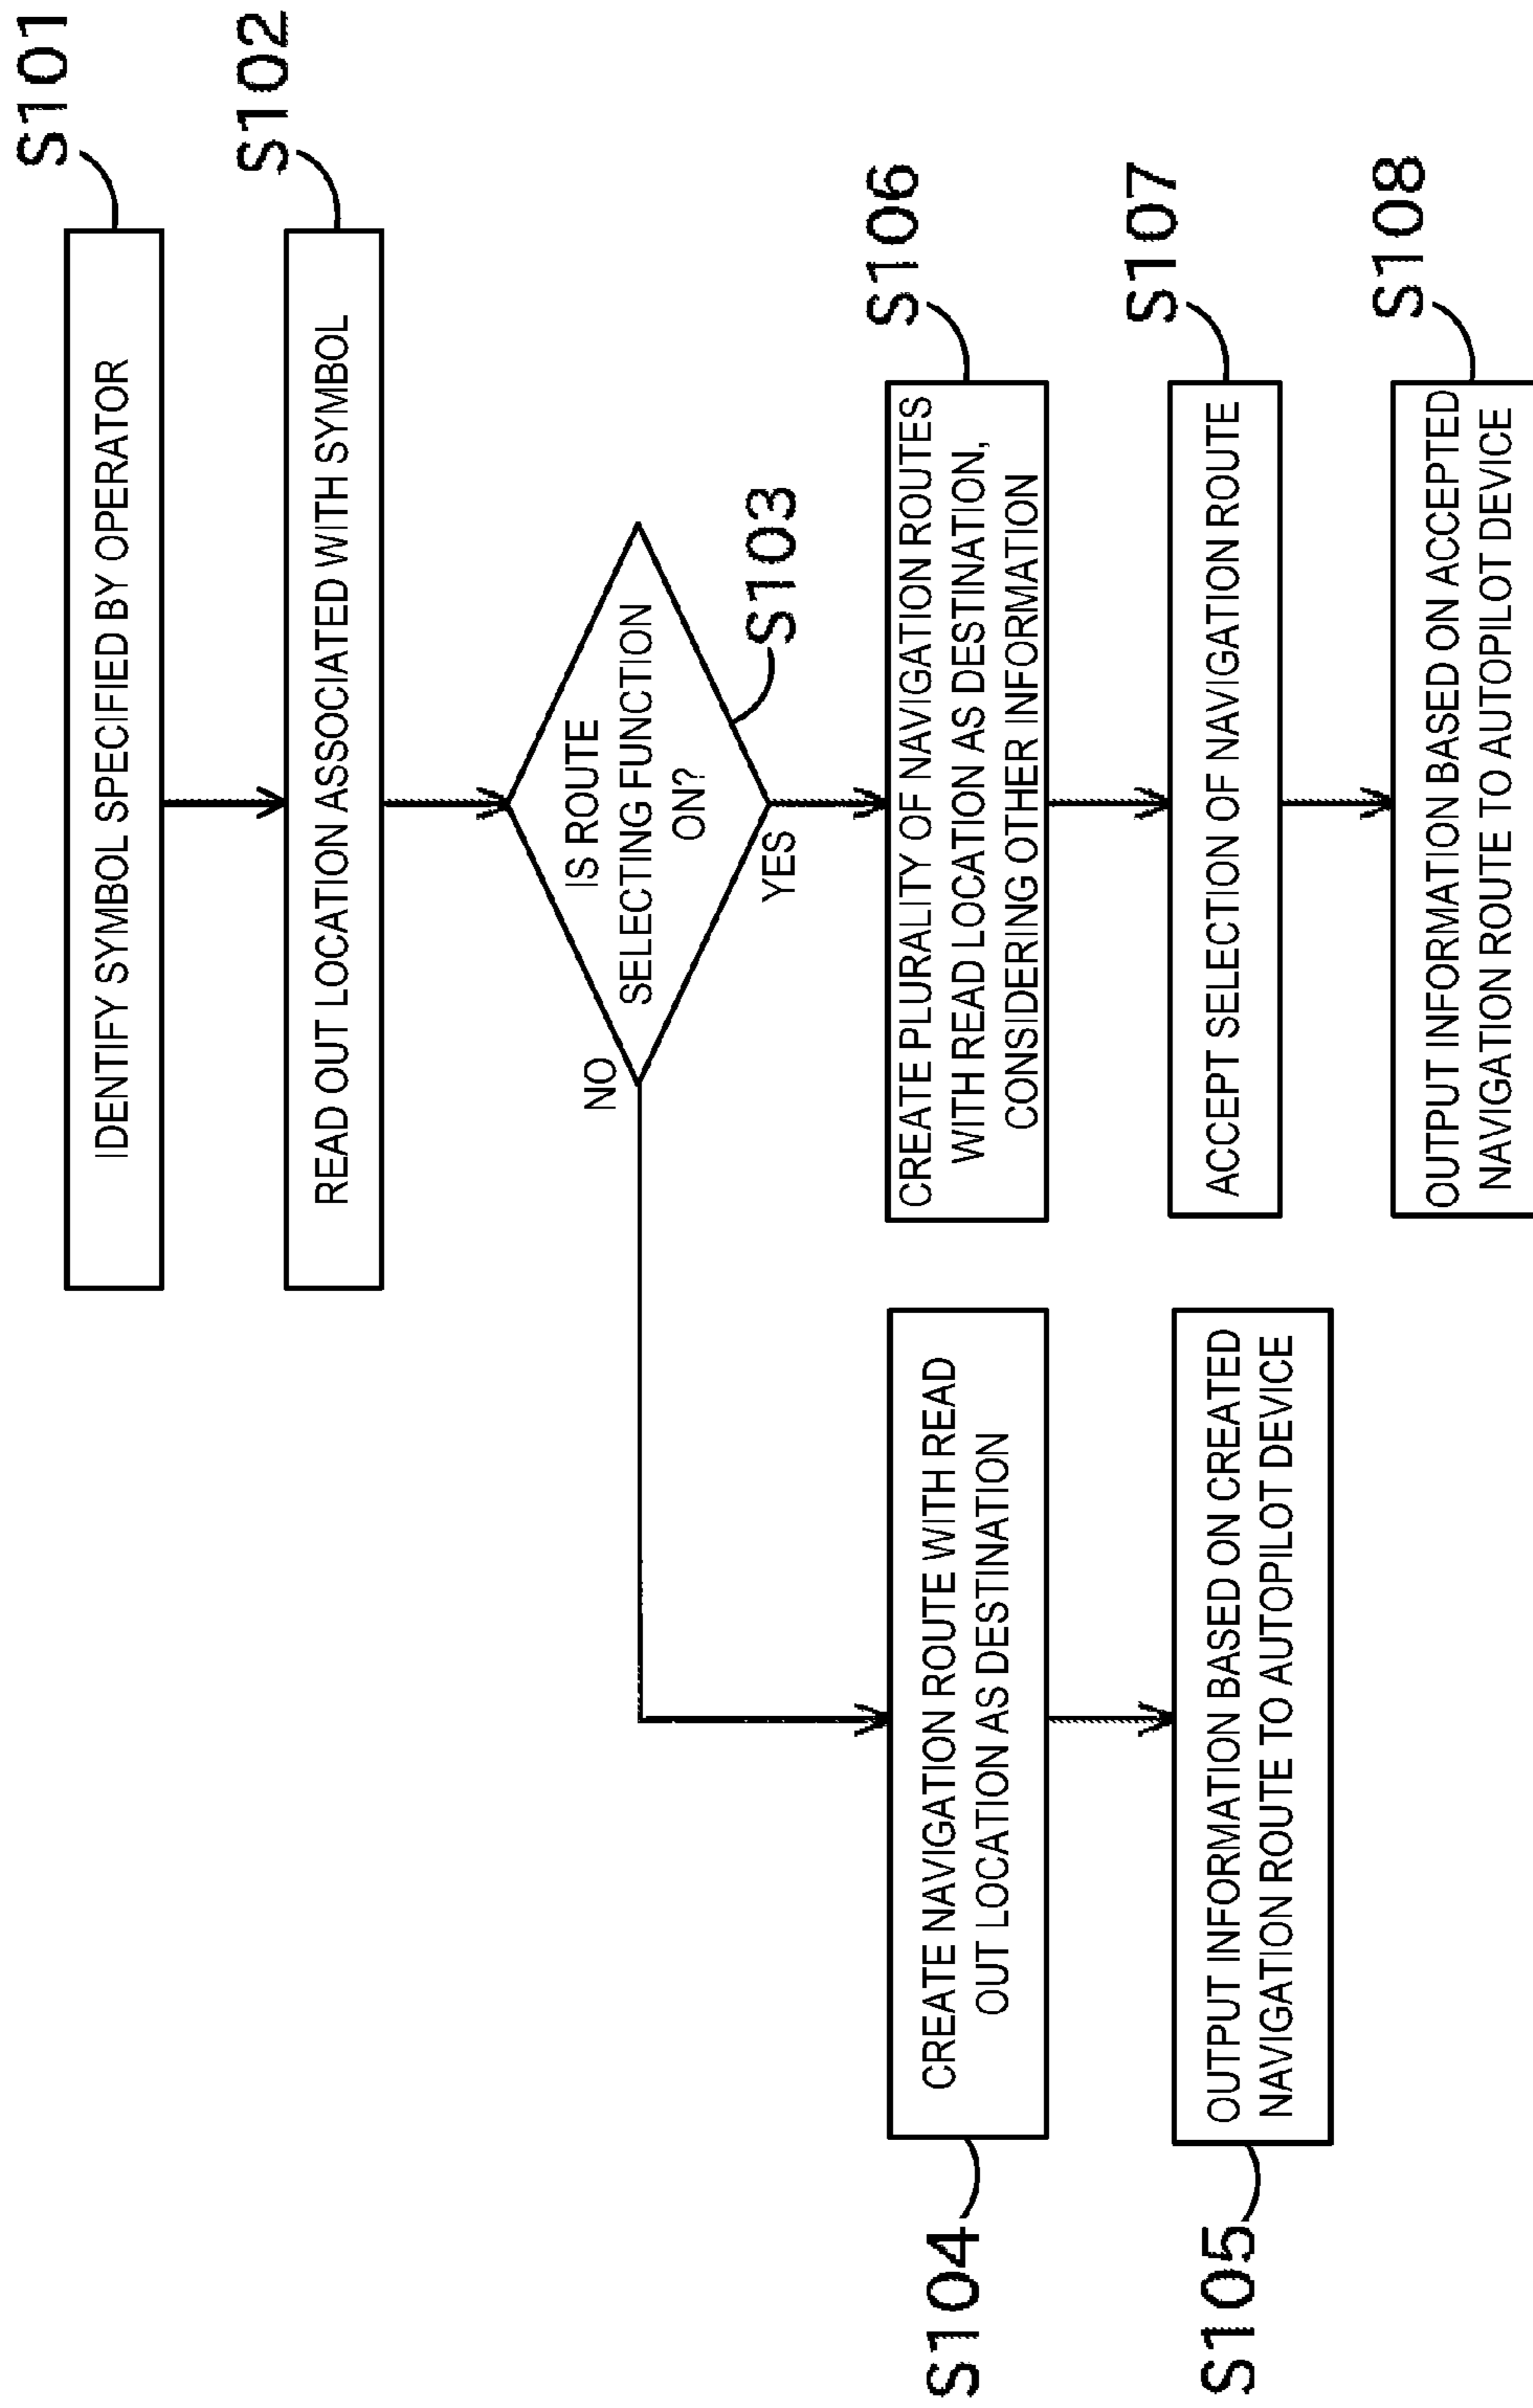 S101
IDENTIFY SYMBOL SPECIFIED BY OPERATOR
S102
READ OUT LOCATION ASSOCIATED WITH SYMBOL
S103
IS ROUTE
SELECTING FUNCTION
ON?
NO
YES
S104
CREATE NAVIGATION ROUTE WITH READ
OUT LOCATION AS DESTINATION
S105
OUTPUT INFORMATION BASED ON CREATED
NAVIGATION ROUTE TO AUTOPILOT DEVICE
S106
CREATE PLURALITY OF NAVIGATION ROUTES
WITH READ LOCATION AS DESTINATION,
CONSIDERING OTHER INFORMATION
S107
ACCEPT SELECTION OF NAVIGATION ROUTE
S108
OUTPUT INFORMATION BASED ON ACCEPTED
NAVIGATION ROUTE TO AUTOPILOT DEVICE